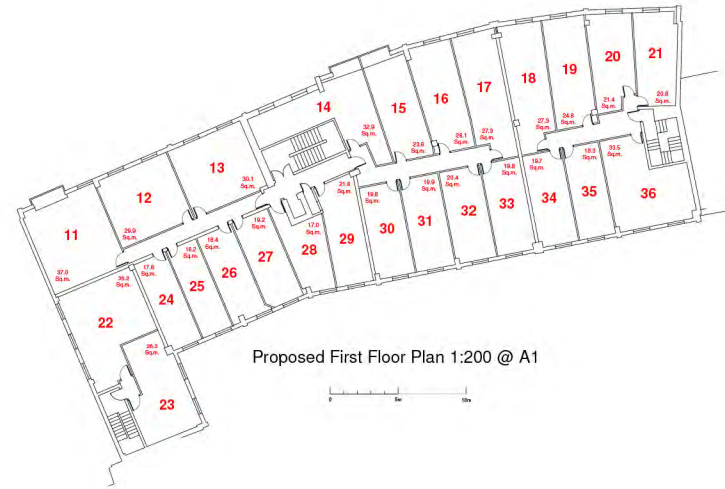 21
20
19
18
17
16
15
14
20.8
Sq.m.
21.4
Sq.m.
24.6
Sq.m.
27.3
Sq.m.
27.3
Sq.m.
26.1
Sq.m.
23.6
Sq.m.
32.9
Sq.m.
13
12
11
30.1
Sq.m.
29.9
Sq.m.
37.0
Sq.m.
36.2
Sq.m.
17.8
Sq.m.
18.2
Sq.m.
18.4
Sq.m.
19.2
Sq.m.
17.0
Sq.m.
21.8
Sq.m.
19.8
Sq.m.
19.9
Sq.m.
20.4
Sq.m.
19.8
Sq.m.
19.7
Sq.m.
18.3
Sq.m.
33.5
Sq.m.
36
35
34
33
32
31
30
29
28
27
26
25
24
22
26.3
Sq.m.
23
Proposed First Floor Plan 1:200 @ A1
0
5m
10m